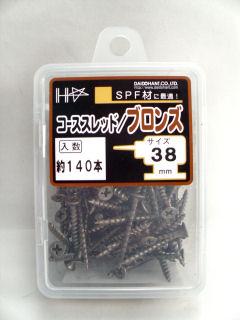 DAIDOHANT.CO.,LTD.
SPF材に最適!
コーススレッド/ブロンズ
入数
約140本
サイズ
38
mm